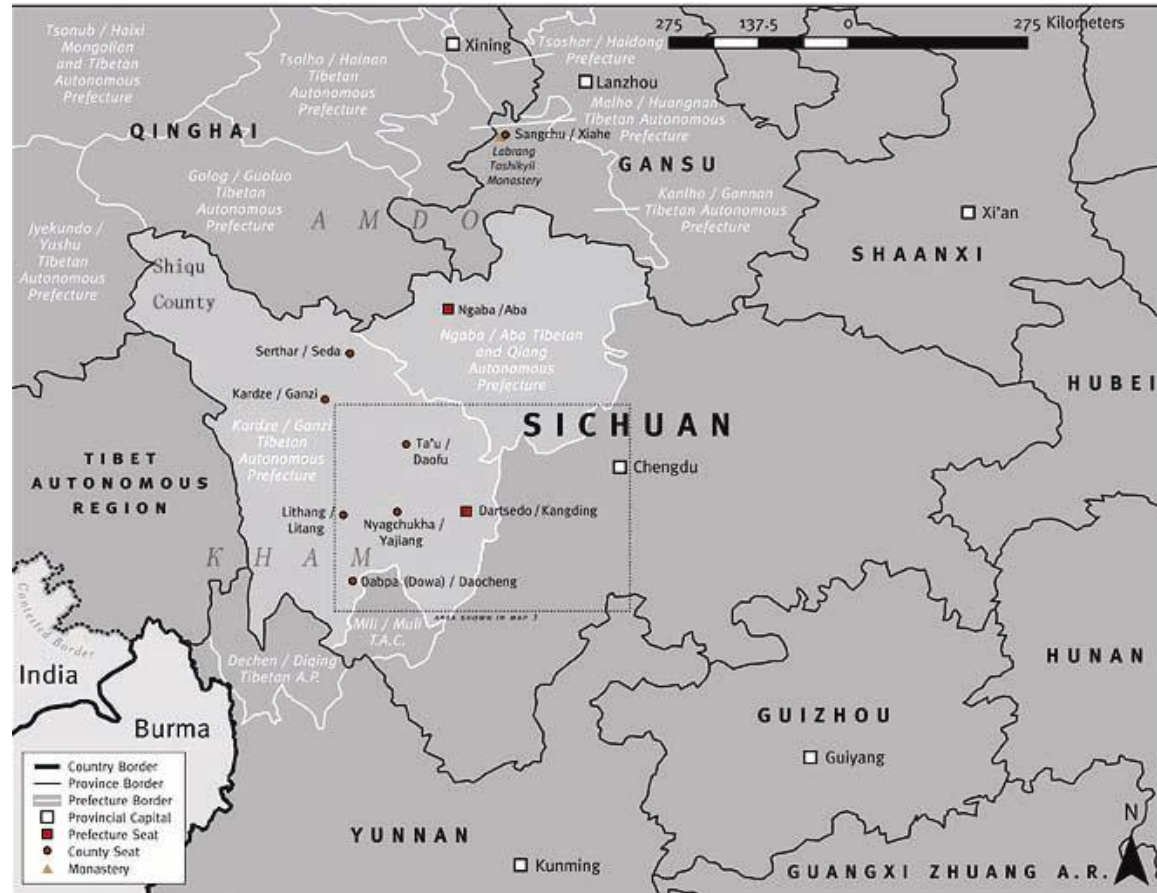 275 137.5 0 275 Kilometers
Tsonub / Haixi
Mongolian
and Tibetan
Autonomous
Prefecture
Tsolho / Hainan
Tibetan
Autonomous
Prefecture
Xining
Tsoshar / Haidong
Prefecture
Lanzhou
Malho / Huangnan
Tibetan Autonomous
Prefecture
QINGHAI
Sangchu / Xiahe
Labrang
Tashikyil
Monastery
GANSU
Golog / Guoluo
Tibetan
Autonomous
Prefecture
Kanlho / Gannan
Tibetan Autonomous
Prefecture
AMDO
Xi'an
Jyekundo /
Yushu
Tibetan
Autonomous
Prefecture
SHAANXI
Shiqu
County
Ngaba / Aba
Ngaba / Aba Tibetan
and Qiang
Autonomous
Prefecture
Serthar / Seda
HUBEI
Kardze / Ganzi
Kardze / Ganzi
Tibetan
Autonomous
Prefecture
SICHUAN
Ta'u /
Daofu
TIBET
AUTONOMOUS
REGION
Chengdu
Lithang /
Litang
Nyagchukha /
Yajiang
Dartsedo / Kangding
KHAM
Dabpa (Dowa) / Daocheng
AREA SHOWN IN MAP
Mili / Muli
T.A.C.
Controlled Border
Dechen / Diqing
Tibetan A.P.
India
HUNAN
Burma
GUIZHOU
Guiyang
Country Border
Province Border
Prefecture Border
Provincial Capital
Prefecture Seat
County Seat
Monastery
YUNNAN
Kunming
N
GUANGXI ZHUANG A.R.